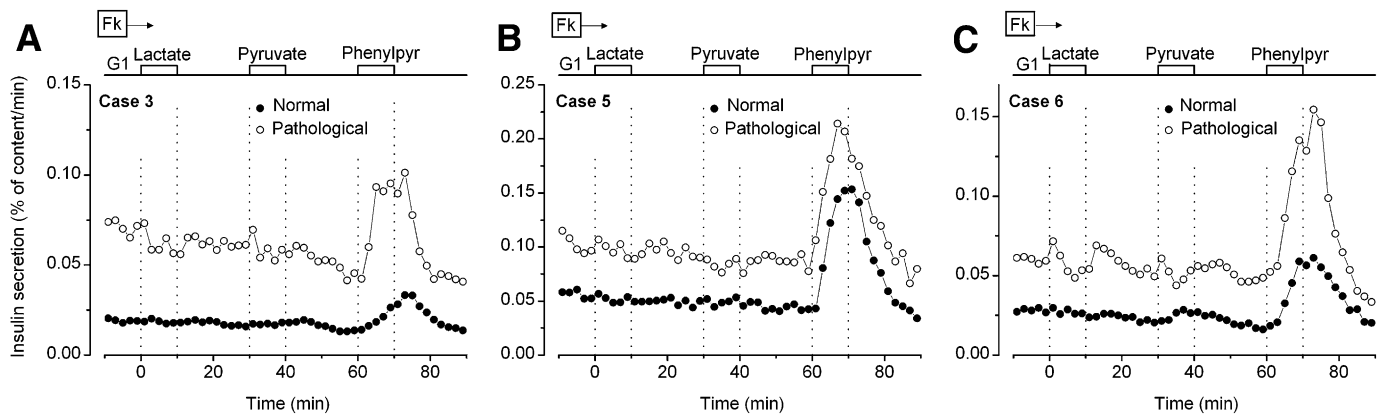 A
Fk
G1 Lactate Pyruvate Phenylpyr
0.15
Case 3
Normal
Pathological
0.10
0.05
0.00
Insulin secretion (% of content/min)
0 20 40 60 80
Time (min)
B
Fk
G1 Lactate Pyruvate Phenylpyr
0.25
Case 5
Normal
Pathological
0.20
0.15
0.10
0.05
0.00
0 20 40 60 80
Time (min)
C
Fk
G1 Lactate Pyruvate Phenylpyr
Case 6
Normal
Pathological
0.15
0.10
0.05
0.00
0 20 40 60 80
Time (min)